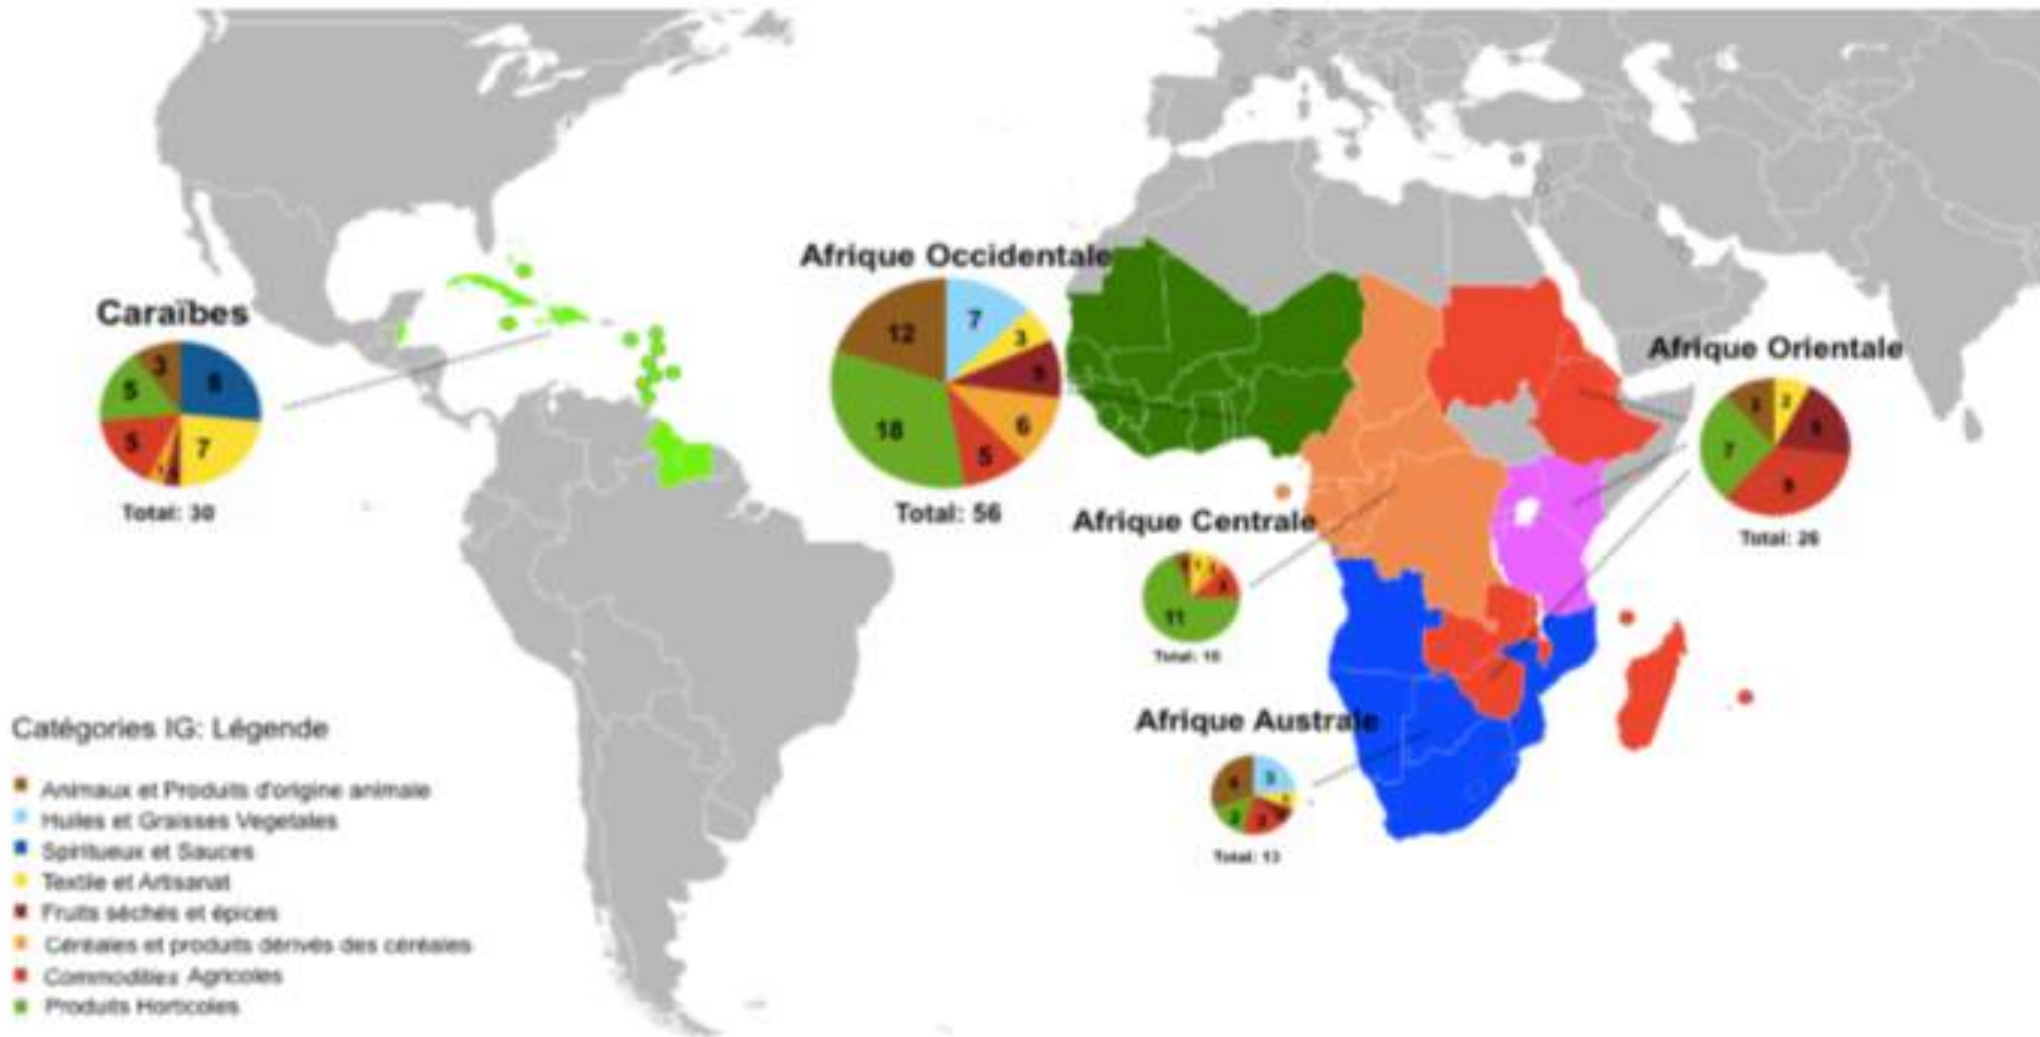 Afrique Occidentale
12
7
3
5
18
6
5
Total: 56
Caraïbes
3
8
5
5
7
Total: 30
Afrique Orientale
2
7
9
Total: 26
Afrique Centrale
11
Afrique Australe
3
Total: 13
Catégories IG: Légende
Animaux et Produits d'origine animale
Huiles et Graisses Vegetales
Spiritueux et Sauces
Textile et Artisanat
Fruits séchés et épices
Céréales et produits dérivés des céréales
Commodities Agricoles
Produits Horticoles